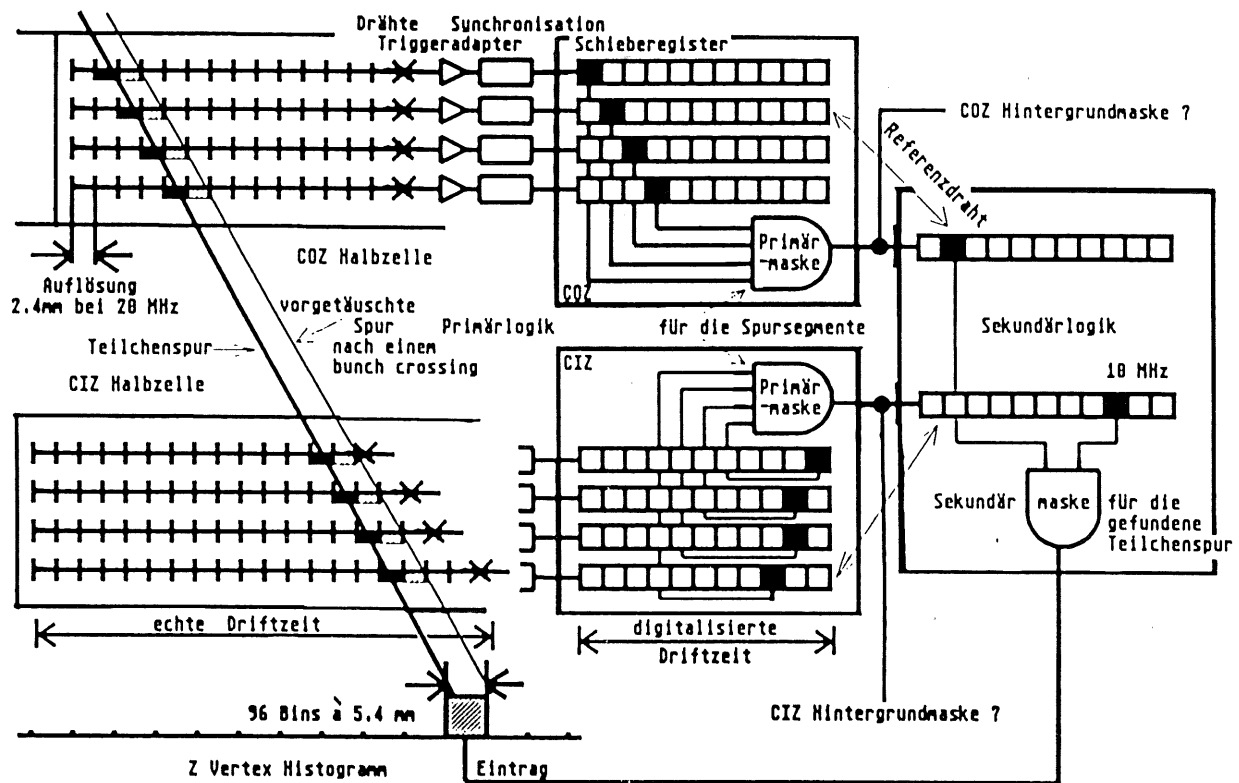 Drähte Synchronisation
Triggeradapter
Schieberegister
COZ Hintergrundmaske ?
Referenzdraht
Primär
-maske
COZ
COZ Halbzelle
Auflösung
2.4mm bei 20 MHz
vorgetäuschte
Spur
nach einem
bunch crossing
Primärlogik
für die Spursegmente
Sekundärlogik
Teilchenspur
CIZ Halbzelle
CIZ
Primär
-maske
10 MHz
Sekundär
maske
für die
gefundene
Teilchenspur
echte Driftzeit
digitalisierte
Driftzeit
96 Bins à 5.4 mm
CIZ Hintergrundmaske ?
Z Vertex Histogramm
Eintrag